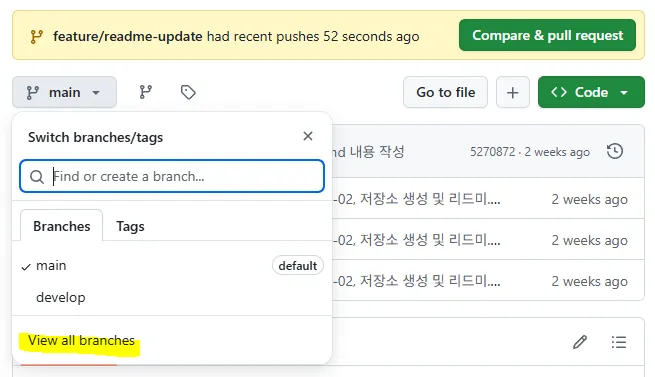 feature/readme-update had recent pushes 52 seconds ago
Compare & pull request
main
Go to file
Code
Switch branches/tags
Find or create a branch...
Branches
Tags
main
default
develop
View all branches
nd 내용 작성
5270872 · 2 weeks ago
-02, 저장소 생성 및 리드미....
2 weeks ago
-02, 저장소 생성 및 리드미....
2 weeks ago
-02, 저장소 생성 및 리드미....
2 weeks ago